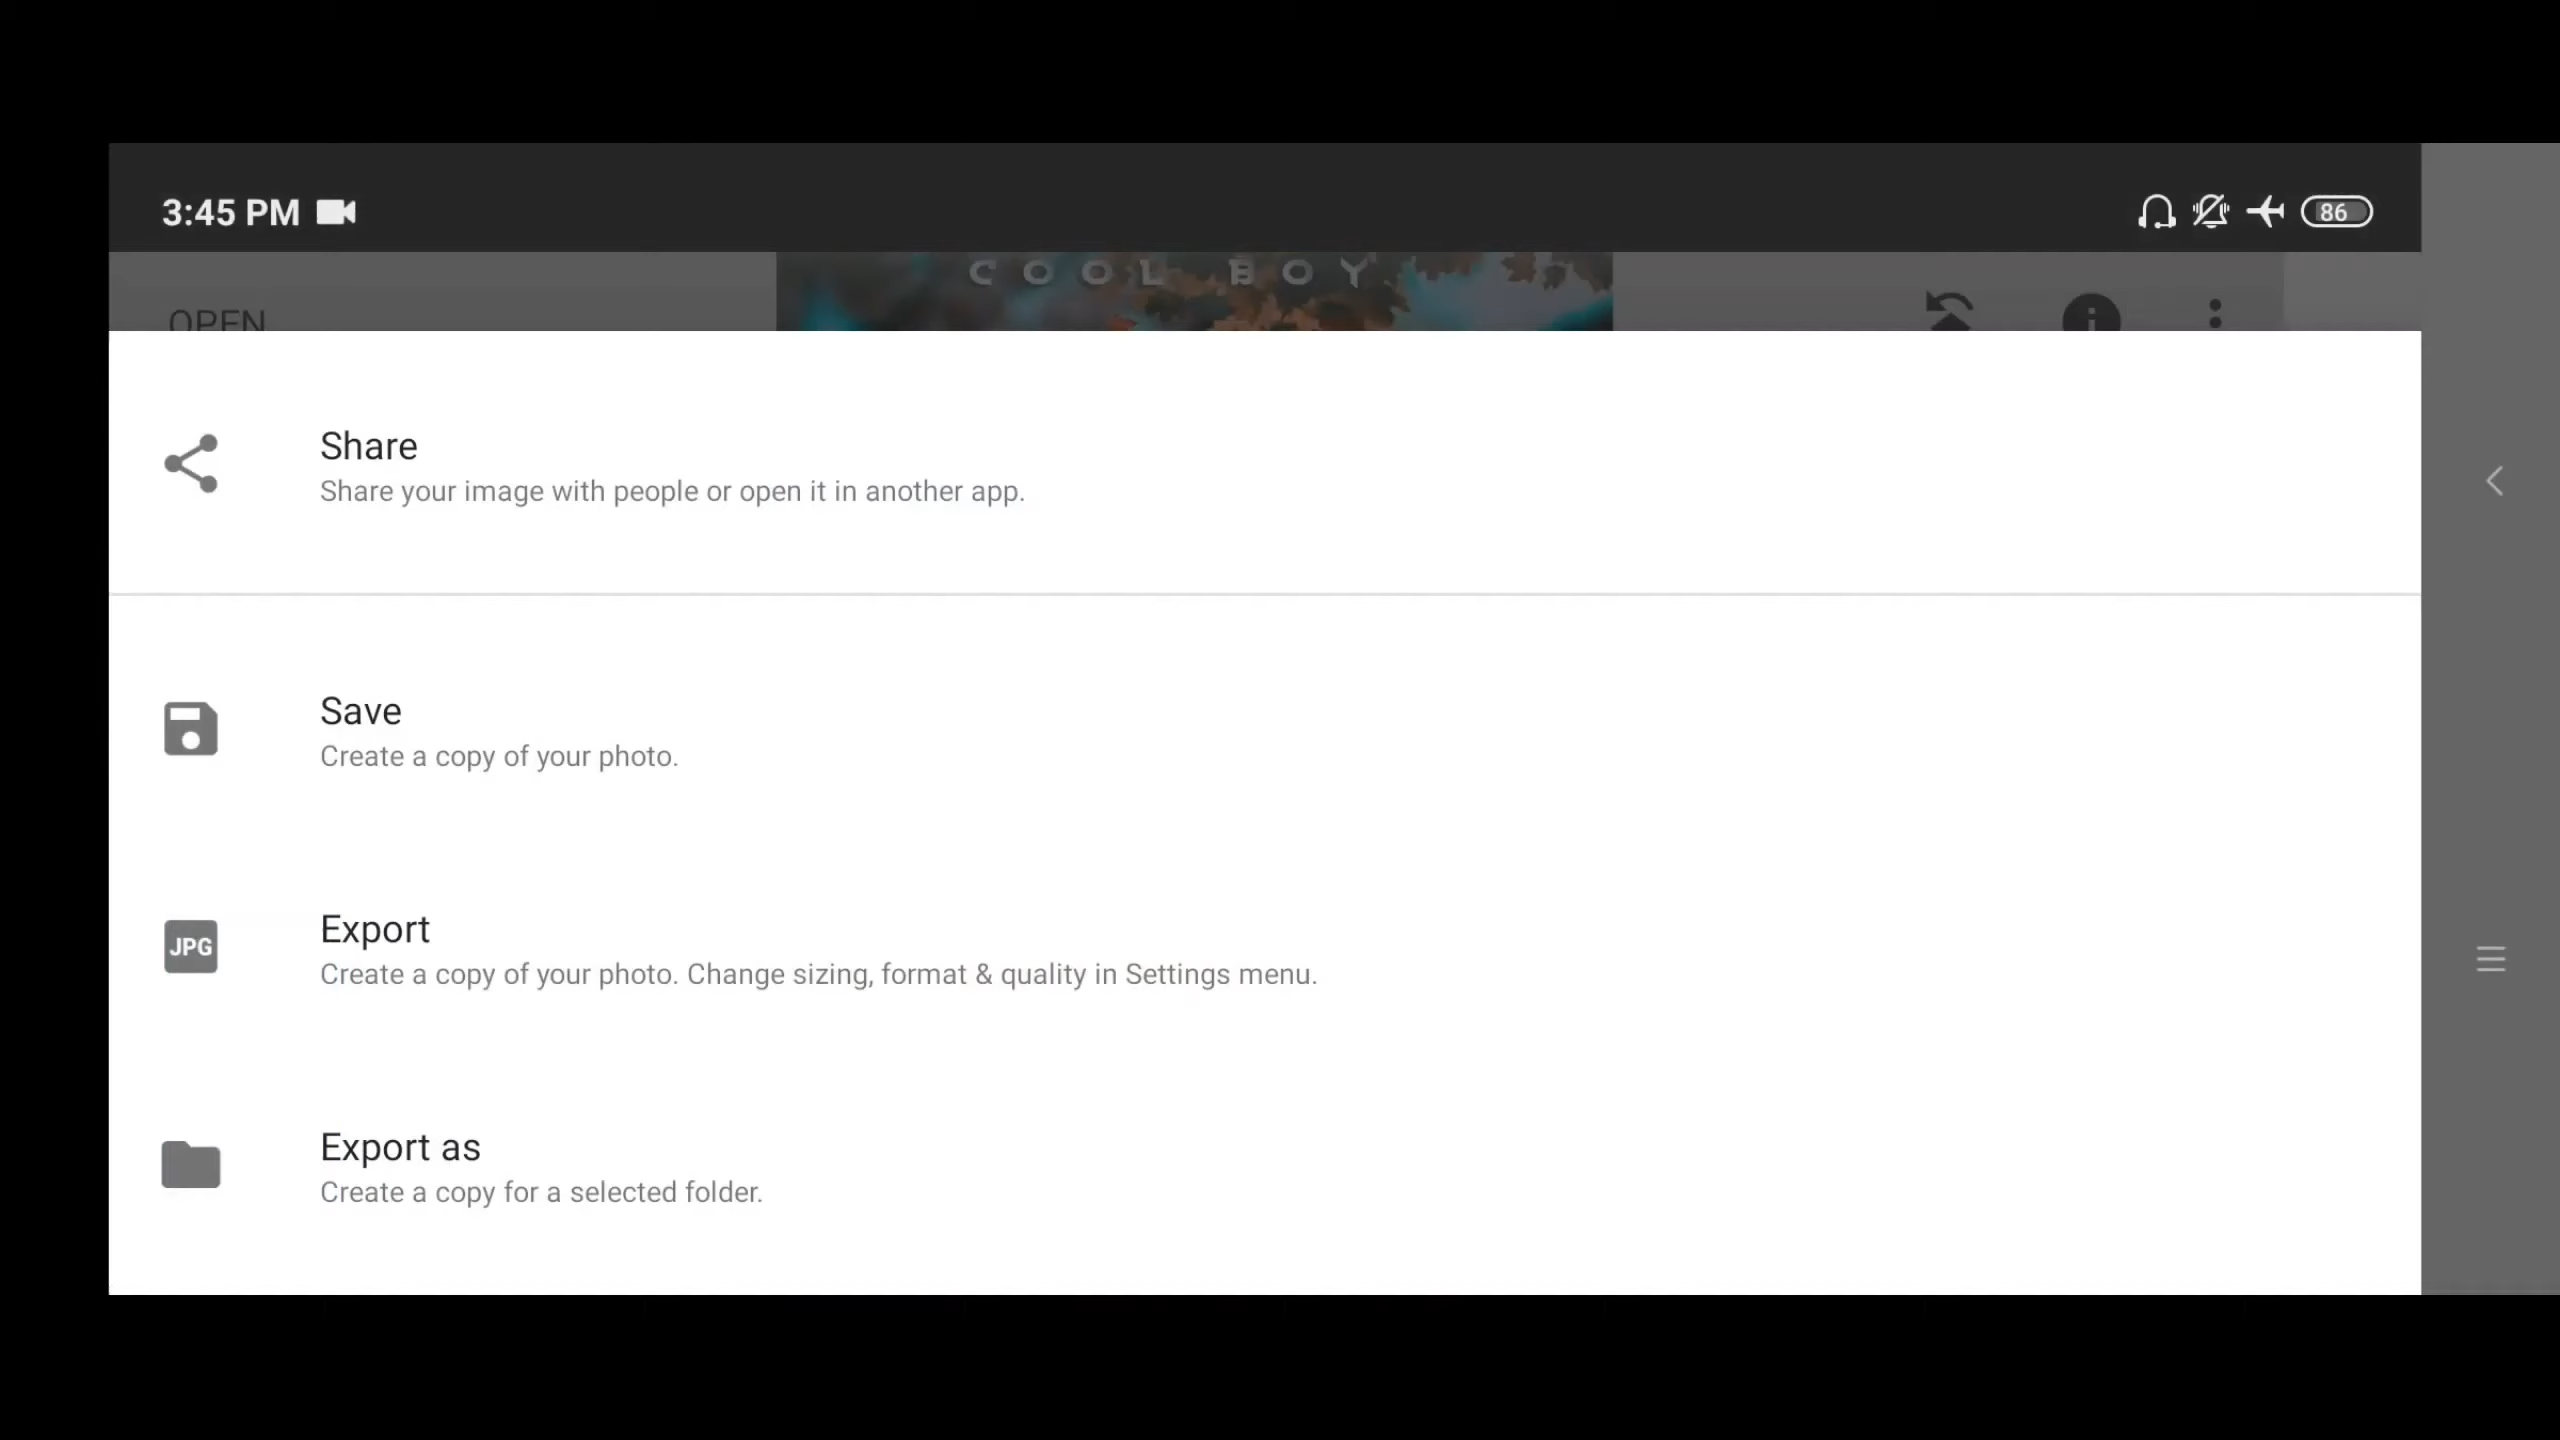 3:45 PM
86
COOL BOY
OPEN
Share
Share your image with people or open it in another app.
Save
Create a copy of your photo.
JPG
Export
Create a copy of your photo. Change sizing, format & quality in Settings menu.
Export as
Create a copy for a selected folder.